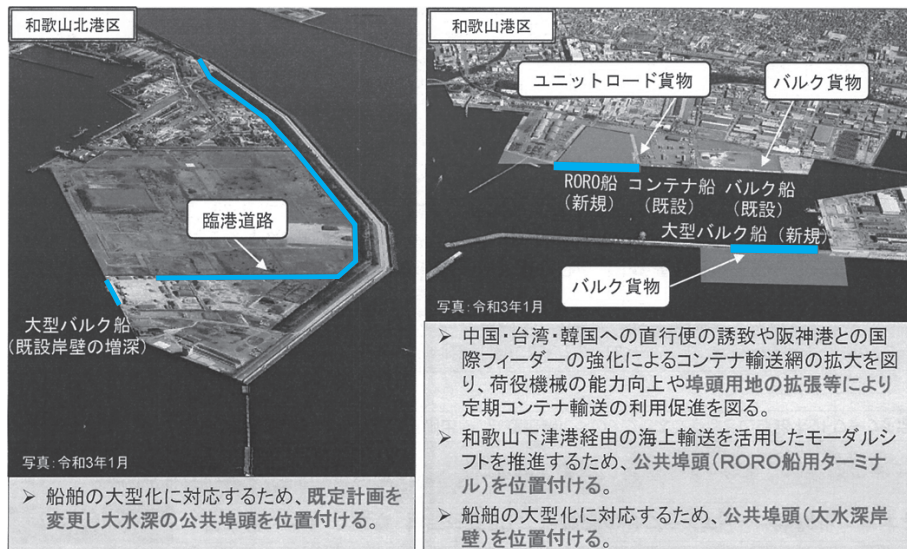 和歌山北港区
臨港道路
大型バルク船
(既設岸壁の増深)
写真:令和3年1月
➢ 船舶の大型化に対応するため、既定計画を
変更し大水深の公共埠頭を位置付ける。
和歌山港区
ユニットロード貨物
バルク貨物
RORO船
(新規)
コンテナ船
(既設)
バルク船
(既設)
大型バルク船(新規)
バルク貨物
写真:令和3年1月
➢ 中国・台湾・韓国への直行便の誘致や阪神港との国
際フィーダーの強化によるコンテナ輸送網の拡大を図
り、荷役機械の能力向上や埠頭用地の拡張等により
定期コンテナ輸送の利用促進を図る。
➢ 和歌山下津港経由の海上輸送を活用したモーダルシ
フトを推進するため、公共埠頭(RORO船用ターミナ
ル)を位置付ける。
➢ 船舶の大型化に対応するため、公共埠頭(大水深岸
壁)を位置付ける。